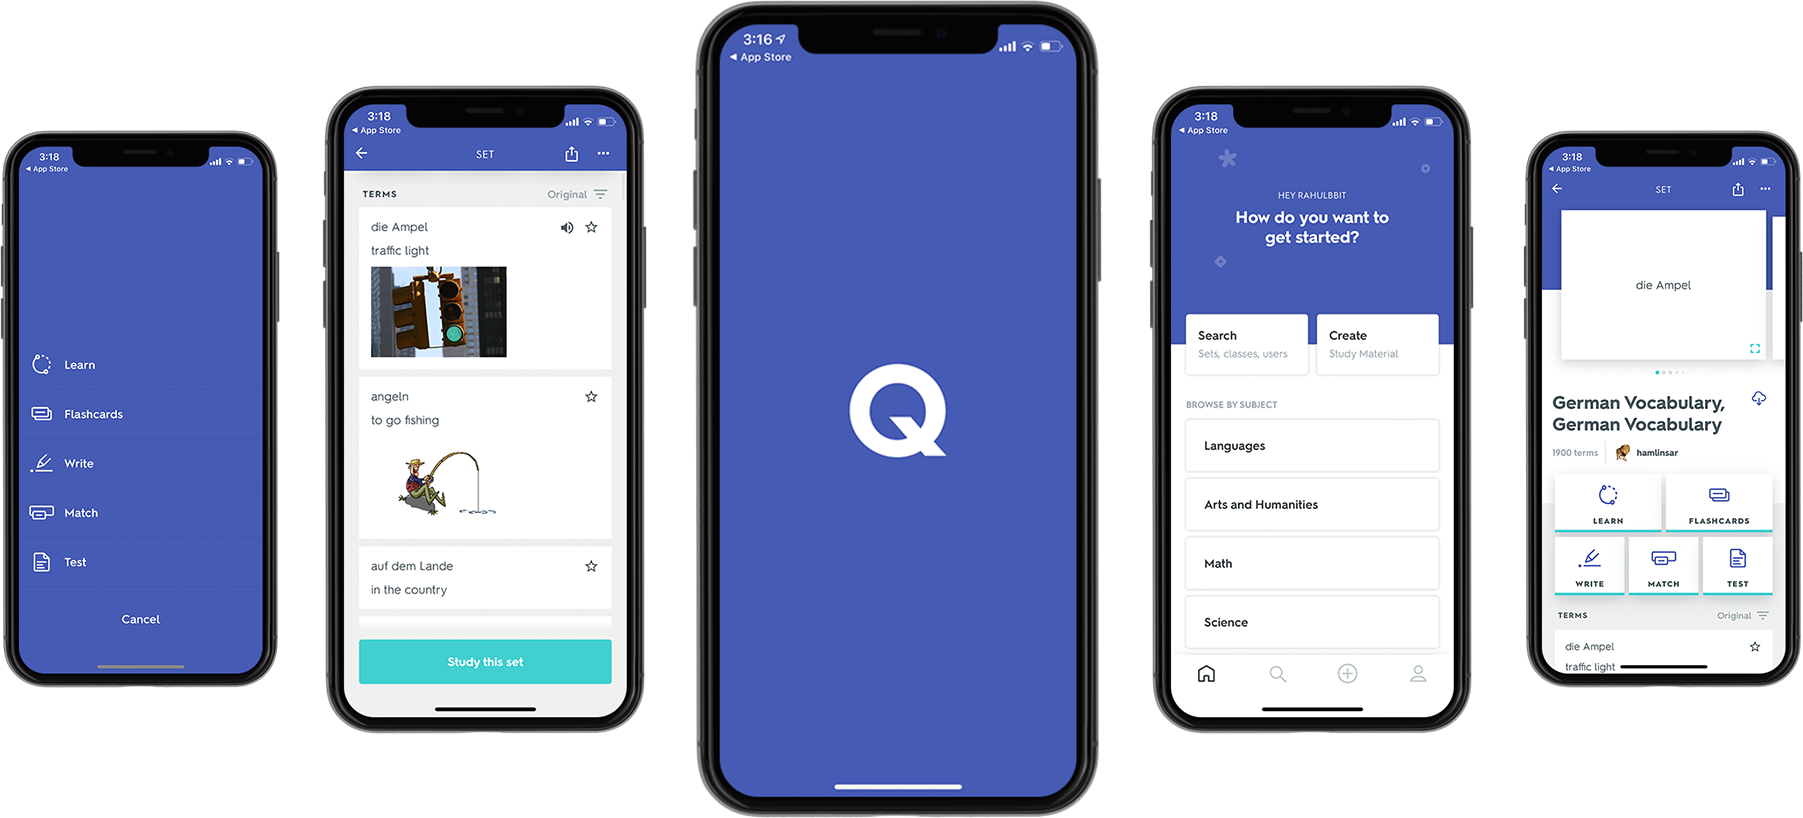 3:18
App Store
Learn
Flashcards
Write
Match
Test
Cancel
3:18
App Store
SET
TERMS
Original
die Ampel
traffic light
angeln
to go fishing
auf dem Lande
in the country
Study this set
3:16
App Store
Q
3:18
App Store
HEY RAHULBBIT
How do you want to
get started?
Search
Sets, classes, users
Create
Study Material
BROWSE BY SUBJECT
Languages
Arts and Humanities
Math
Science
3:18
App Store
SET
die Ampel
German Vocabulary,
German Vocabulary
1900 terms
hamlinsar
LEARN
FLASHCARDS
WRITE
MATCH
TEST
TERMS
Original
die Ampel
traffic light